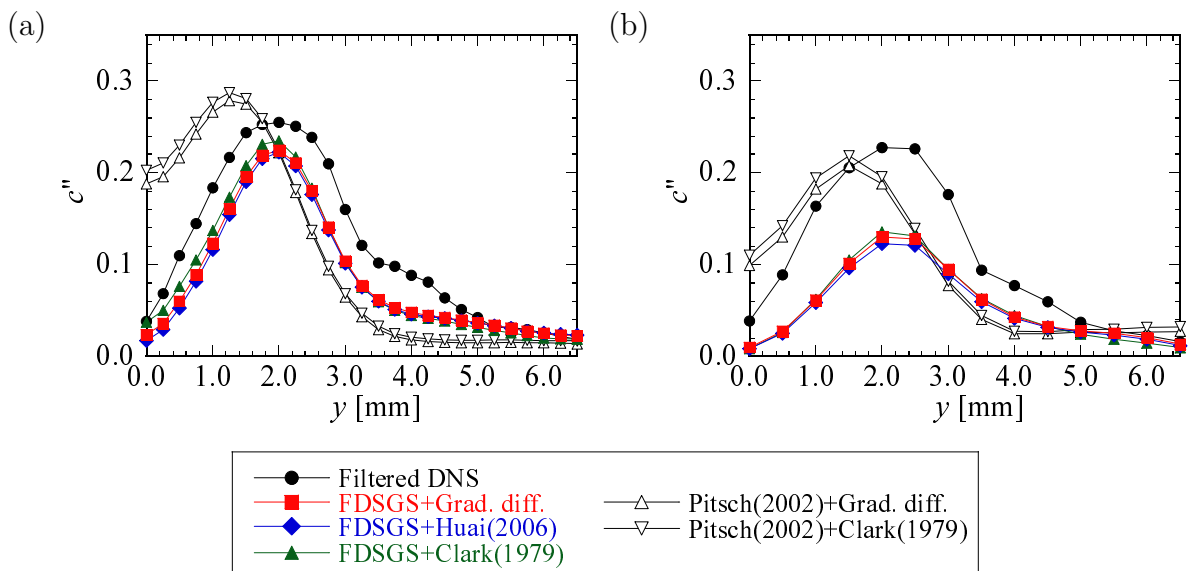 (a)
0.3
0.2
0.1
0.0
c"
0.0 1.0 2.0 3.0 4.0 5.0 6.0
y [mm]
(b)
0.3
0.2
0.1
0.0
c"
0.0 1.0 2.0 3.0 4.0 5.0 6.0
y [mm]
Filtered DNS
FDSGS+Grad. diff.
FDSGS+Huai(2006)
FDSGS+Clark(1979)
Pitsch(2002)+Grad. diff.
Pitsch(2002)+Clark(1979)